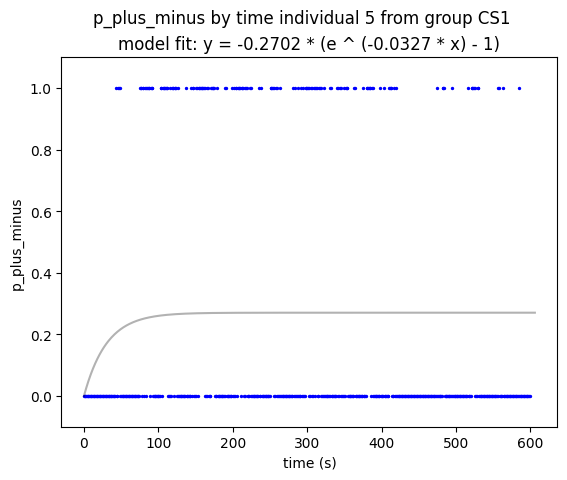 p_plus_minus by time individual 5 from group CS1
model fit: y = -0.2702 * (e ^ (-0.0327 * x) - 1)
1.0
0.8
0.6
0.4
0.2
0.0
p_plus_minus
0 100 200 300 400 500 600
time (s)